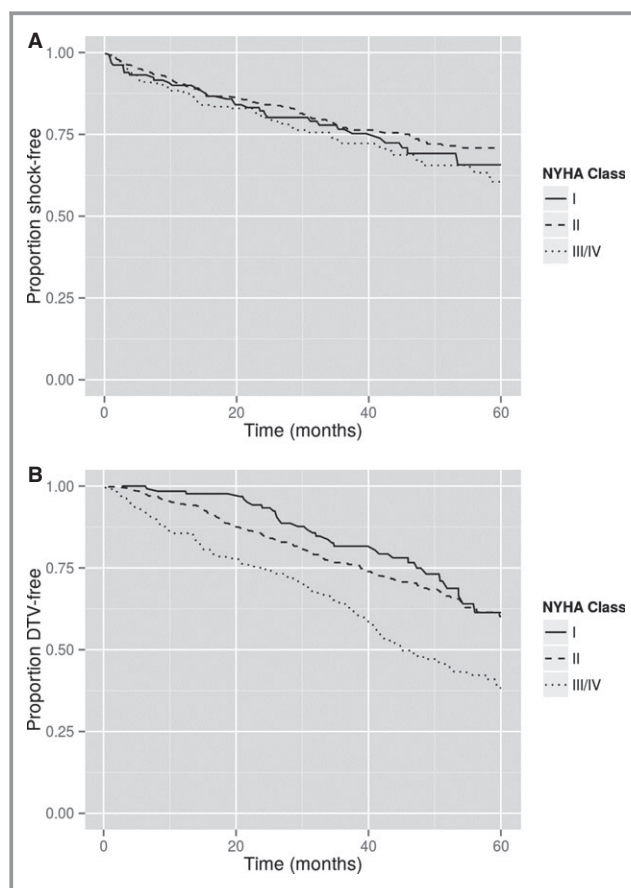 A
1.00
0.75
0.50
0.25
0.00
Proportion shock-free
0 20 40 60
Time (months)
NYHA Class
I
II
III/IV
B
1.00
0.75
0.50
0.25
0.00
Proportion DTV-free
0 20 40 60
Time (months)
NYHA Class
I
II
III/IV